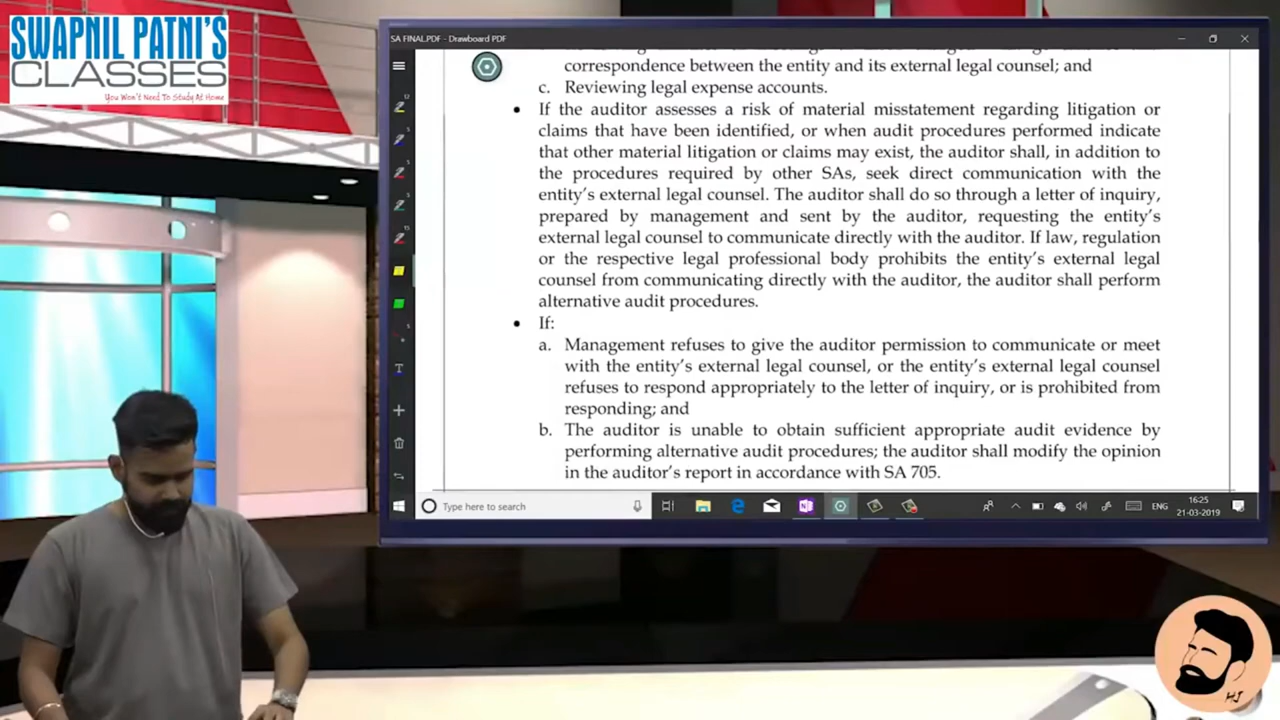 SWAPNIL PATNI'S
CLASSES
You Won't Need To Study At Home
SA FINAL.PDF - Drawboard PDF
correspondence between the entity and its external legal counsel; and
c. Reviewing legal expense accounts.
• If the auditor assesses a risk of material misstatement regarding litigation or
claims that have been identified, or when audit procedures performed indicate
that other material litigation or claims may exist, the auditor shall, in addition to
the procedures required by other SAs, seek direct communication with the
entity's external legal counsel. The auditor shall do so through a letter of inquiry,
prepared by management and sent by the auditor, requesting the entity's
external legal counsel to communicate directly with the auditor. If law, regulation
or the respective legal professional body prohibits the entity's external legal
counsel from communicating directly with the auditor, the auditor shall perform
alternative audit procedures.
• If:
a. Management refuses to give the auditor permission to communicate or meet
with the entity's external legal counsel, or the entity's external legal counsel
refuses to respond appropriately to the letter of inquiry, or is prohibited from
responding; and
b. The auditor is unable to obtain sufficient appropriate audit evidence by
performing alternative audit procedures; the auditor shall modify the opinion
in the auditor's report in accordance with SA 705.
Type here to search
ENG
16:25
21-03-2019
HJ